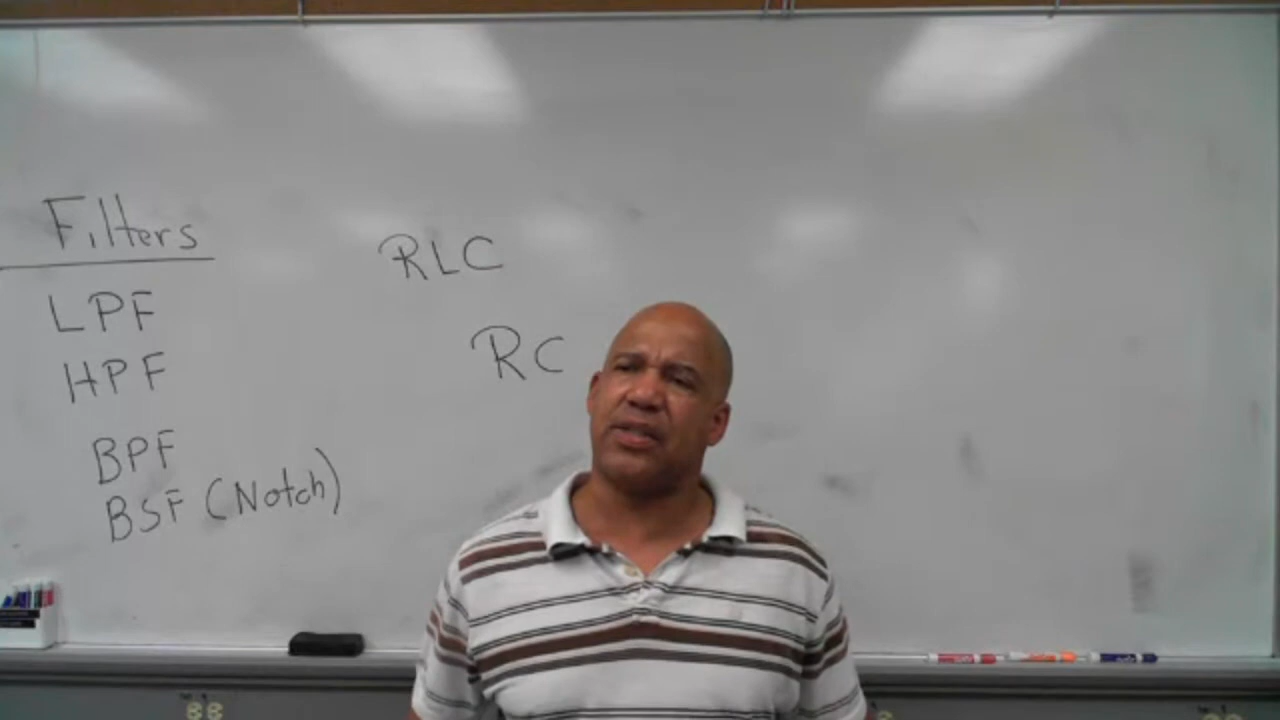 Filters
LPF
HPF
BPF
BSF (Notch)
RLC
RC